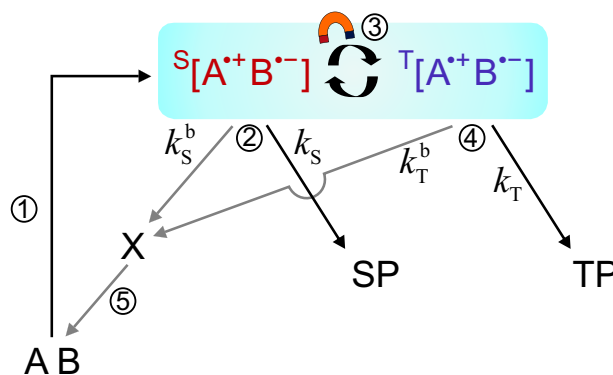 ③
S[A•+ B•−] T[A•+ B•−]
k_S^b ② k_S k_T^b ④ k_T
①
X SP TP
⑤
A B